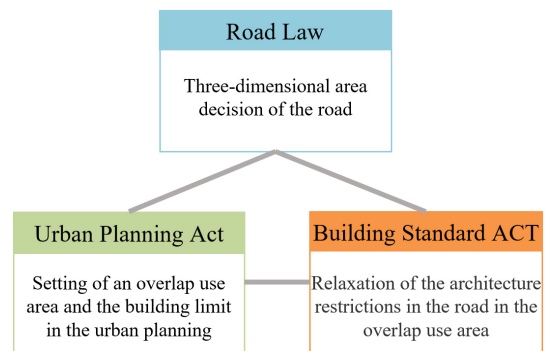 Road Law
Three-dimensional area
decision of the road
Urban Planning Act
Setting of an overlap use
area and the building limit
in the urban planning
Building Standard ACT
Relaxation of the architecture
restrictions in the road in the
overlap use area